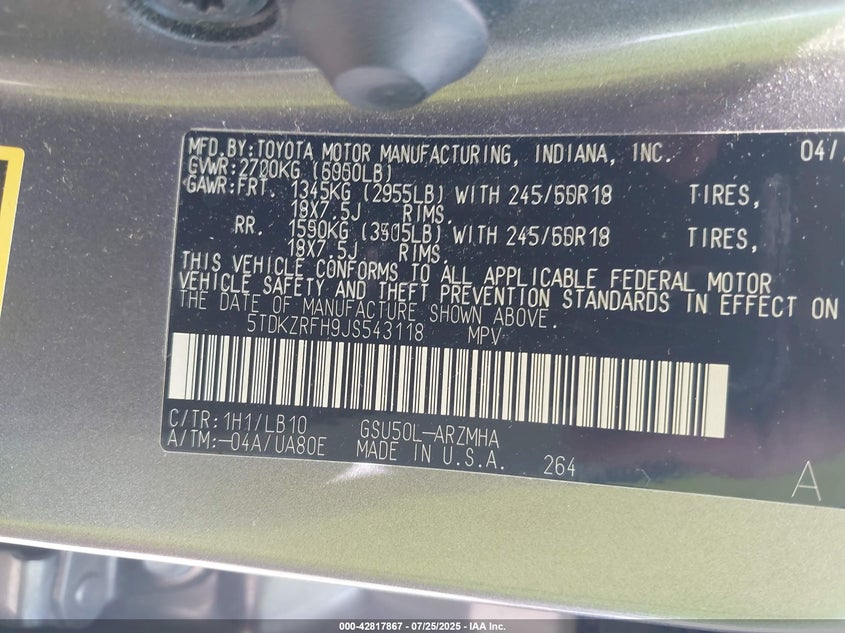 MFD.BY:TOYOTA MOTOR MANUFACTURING, INDIANA, INC. 04/
GVWR:2700KG (5950LB)
GAWR:FRT. 1345KG (2955LB) WITH 245/60R18 TIRES,
18X7.5J RIMS.
RR. 1590KG (3505LB) WITH 245/60R18 TIRES,
18X7.5J RIMS.
THIS VEHICLE CONFORMS TO ALL APPLICABLE FEDERAL MOTOR
VEHICLE SAFETY AND THEFT PREVENTION STANDARDS IN EFFECT ON
THE DATE OF MANUFACTURE SHOWN ABOVE.
5TDKZRFH9JS543118 MPV
C/TR:1H1/LB10 GSU50L-ARZMHA
A/TM:-04A/UA80E MADE IN U.S.A. 264
A
000-42817867 - 07/25/2025 - IAA Inc.